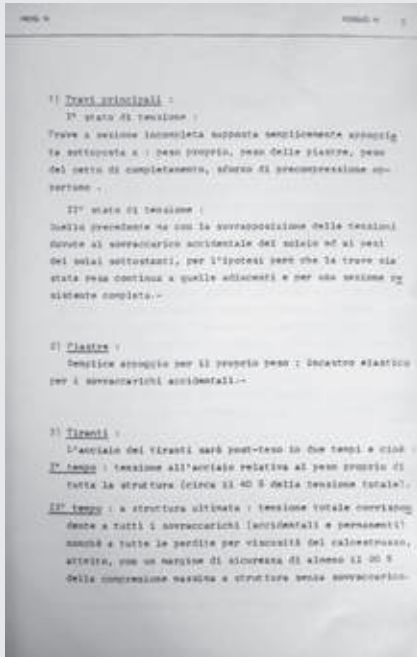 1) Travi principali :
I° stato di tensione :
Trave a sezione incompleta supposta semplicemente appoggia
ta sottoposta a : peso proprio, peso delle piastre, peso
del getto di completamento, sforzo di precompressione op-
portuno .
II° stato di tensione :
Quello precedente ma con la sovrapposizione delle tensioni
dovute al sovraccarico accidentale del solaio ed ai pesi
dei solai sottostanti, per l'ipotesi però che la trave sia
stata resa continua a quelle adiacenti e per una sezione re
sistente completa.-
2) Piastre :
Semplice appoggio per il proprio peso ; incastro elastico
per i sovraccarichi accidentali.-
3) Tiranti :
L'acciaio dei tiranti sarà post-teso in due tempi e cioè :
I° tempo : tensione all'acciaio relativa al peso proprio di
tutta la struttura (circa il 40 % della tensione totale).
II° tempo : a struttura ultimata : tensione totale corrispon
dente a tutti i sovraccarichi (accidentali e permanenti)
nonchè a tutte le perdite per viscosità del calcestruzzo,
attrito, con un margine di sicurezza di almeno il
della compressione massima a struttura senza sovraccarico.